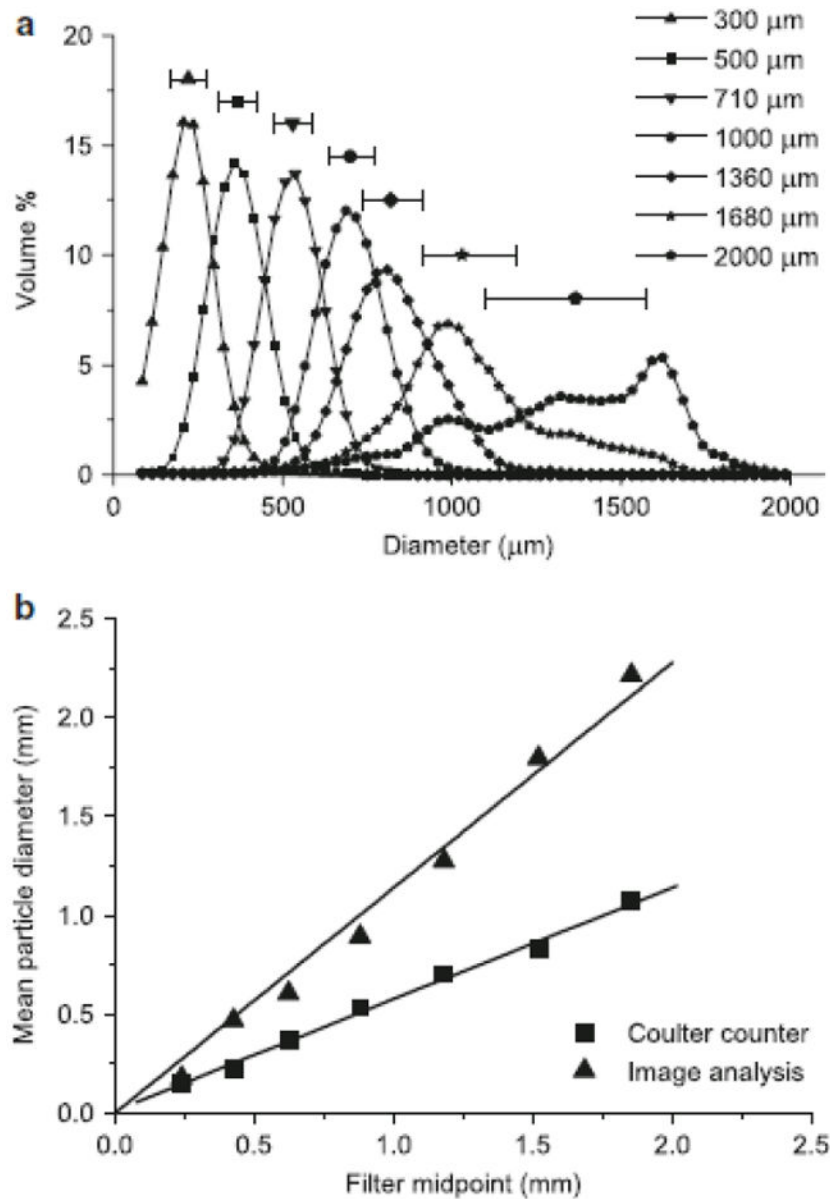 a
20
15
10
5
0
Volume %
0 500 1000 1500 2000
Diameter (μm)
300 μm
500 μm
710 μm
1000 μm
1360 μm
1680 μm
2000 μm
b
2.5
2.0
1.5
1.0
0.5
0.0
Mean particle diameter (mm)
0.0 0.5 1.0 1.5 2.0 2.5
Filter midpoint (mm)
Coulter counter
Image analysis